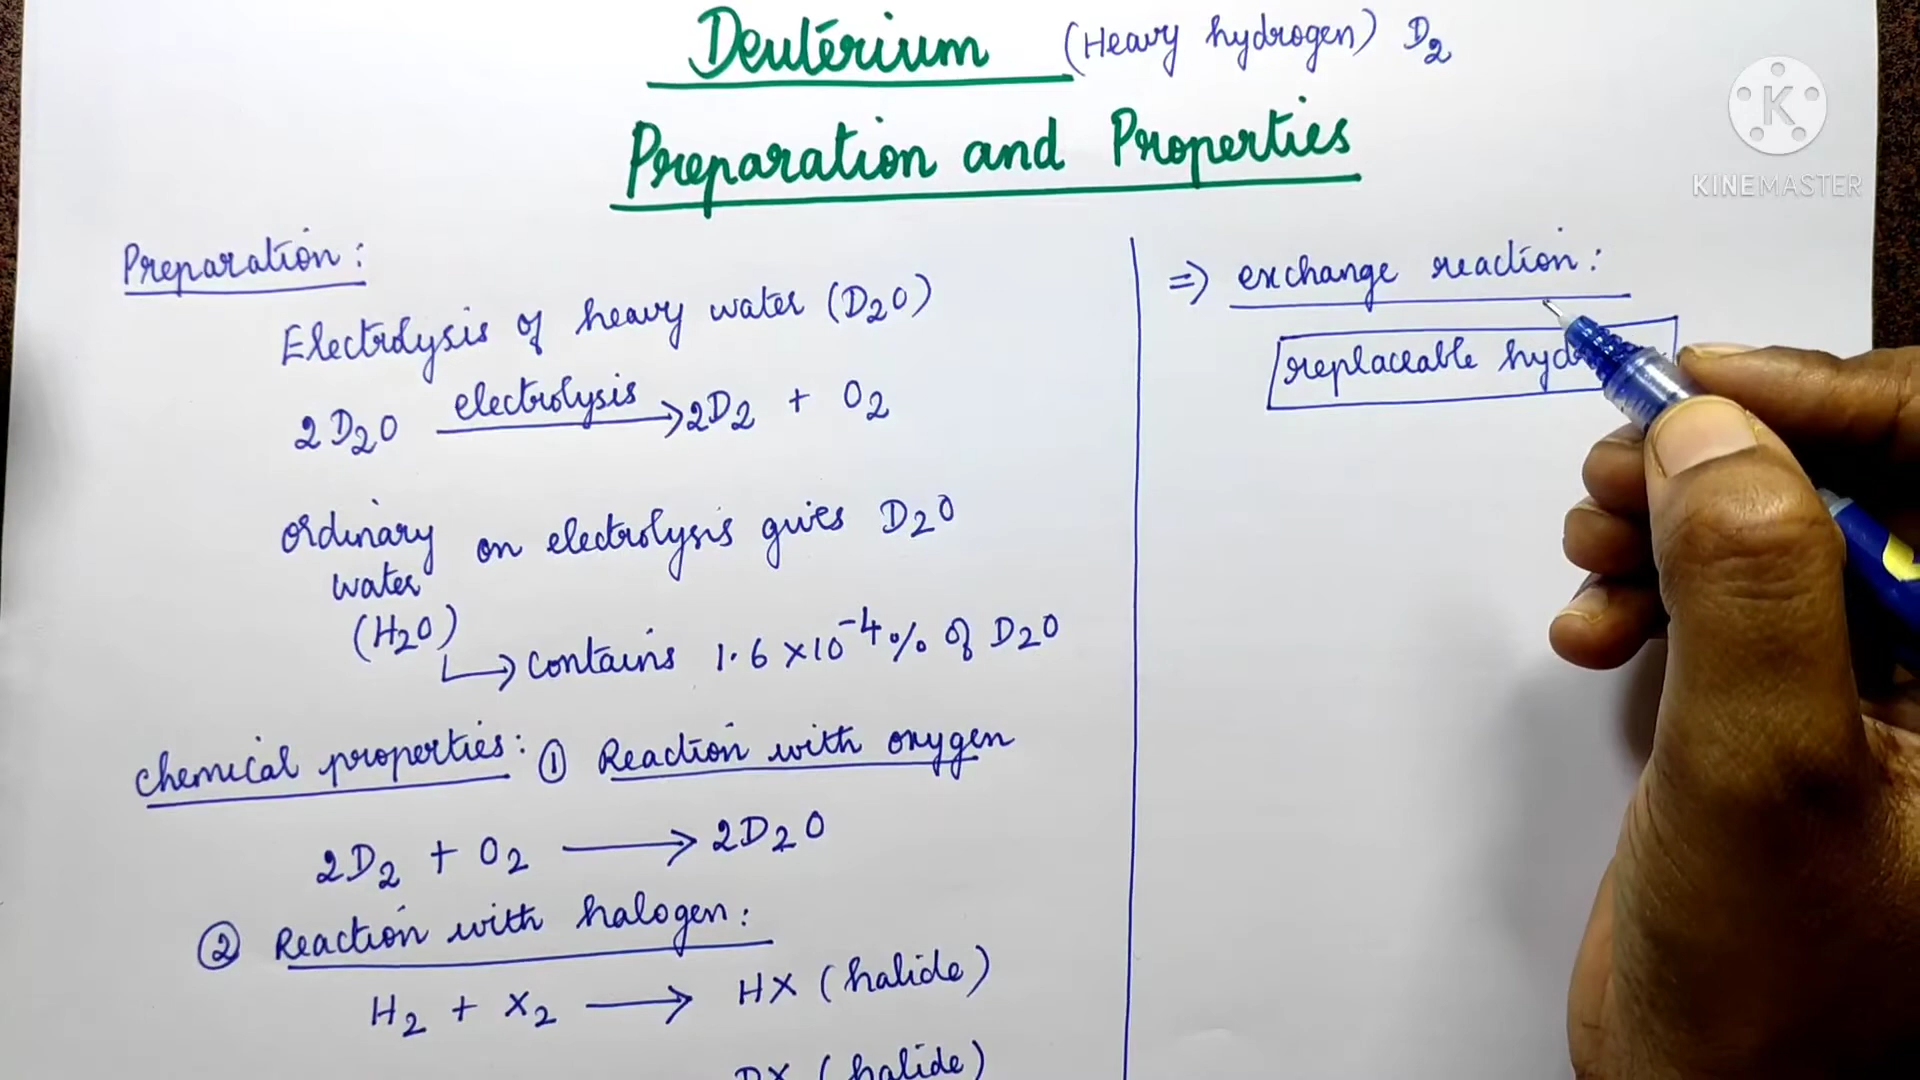 Deuterium (Heavy hydrogen) D2
Preparation and Properties
K
KINEMASTER
Preparation:
Electrolysis of heavy water (D2O)
2D2O electrolysis → 2D2 + O2
Ordinary on electrolysis gives D2O
water
(H2O)
↳ contains 1.6 × 10⁻⁴% of D2O
Chemical properties: ① Reaction with oxygen
2D2 + O2 → 2D2O
② Reaction with halogen:
H2 + X2 → HX (halide)
DX (halide)
⇒ exchange reaction:
replaceable